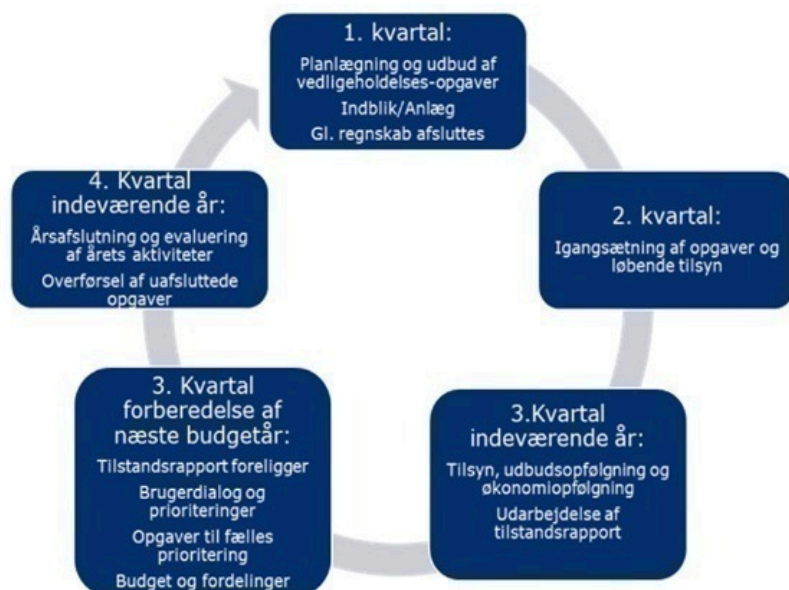 1. kvartal:
Planlægning og udbud af
vedligeholdelses-opgaver
Indblik/Anlæg
Gl. regnskab afsluttes
2. kvartal:
Igangsætning af opgaver og
løbende tilsyn
3.Kvartal
indeværende år:
Tilsyn, udbudsopfølgning og
økonomiopfølgning
Udarbejdelse af
tilstandsrapport
3. Kvartal
forberedelse af
næste budgetår:
Tilstandsrapport foreligger
Brugerdialog og
prioriteringer
Opgaver til fælles
prioritering
Budget og fordelinger
4. Kvartal
indeværende år:
Årsafslutning og evaluering
af årets aktiviteter
Overførsel af uafsluttede
opgaver